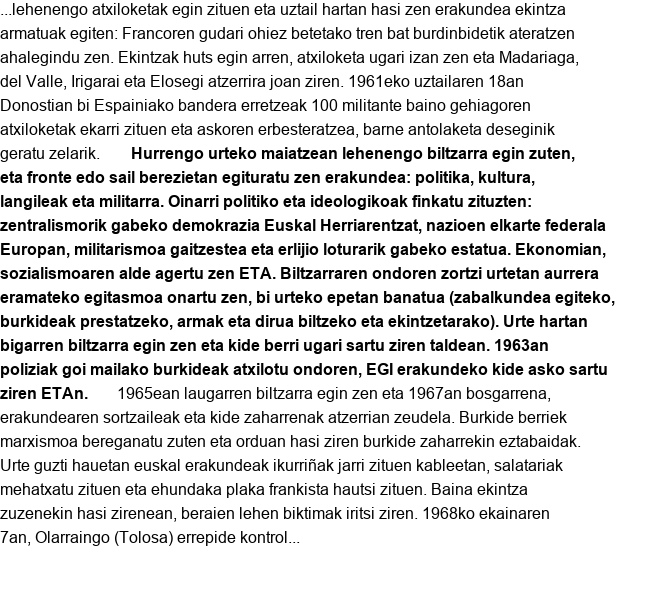 ...lehenengo atxiloketak egin zituen eta uztail hartan hasi zen erakundea ekintza
armatuak egiten: Francoren gudari ohiez betetako tren bat burdinbidetik ateratzen
ahalegindu zen. Ekintzak huts egin arren, atxiloketa ugari izan zen eta Madariaga,
del Valle, Irigarai eta Elosegi atzerrira joan ziren. 1961eko uztailaren 18an
Donostian bi Espainiako bandera erretzeak 100 militante baino gehiagoren
atxiloketak ekarri zituen eta askoren erbesteratzea, barne antolaketa deseginik
geratu zelarik. Hurrengo urteko maiatzean lehenengo biltzarra egin zuten,
eta fronte edo sail berezietan egituratu zen erakundea: politika, kultura,
langileak eta militarra. Oinarri politiko eta ideologikoak finkatu zituzten:
zentralismorik gabeko demokrazia Euskal Herriarentzat, nazioen elkarte federala
Europan, militarismoa gaitzestea eta erlijio loturarik gabeko estatua. Ekonomian,
sozialismoaren alde agertu zen ETA. Biltzarraren ondoren zortzi urtetan aurrera
eramateko egitasmoa onartu zen, bi urteko epetan banatua (zabalkundea egiteko,
burkideak prestatzeko, armak eta dirua biltzeko eta ekintzetarako). Urte hartan
bigarren biltzarra egin zen eta kide berri ugari sartu ziren taldean. 1963an
poliziak goi mailako burkideak atxilotu ondoren, EGI erakundeko kide asko sartu
ziren ETAn. 1965ean laugarren biltzarra egin zen eta 1967an bosgarrena,
erakundearen sortzaileak eta kide zaharrenak atzerrian zeudela. Burkide berriek
marxismoa bereganatu zuten eta orduan hasi ziren burkide zaharrekin eztabaidak.
Urte guzti hauetan euskal erakundeak ikurriñak jarri zituen kableetan, salatariak
mehatxatu zituen eta ehundaka plaka frankista hautsi zituen. Baina ekintza
zuzenekin hasi zirenean, beraien lehen biktimak iritsi ziren. 1968ko ekainaren
7an, Olarraingo (Tolosa) errepide kontrol...